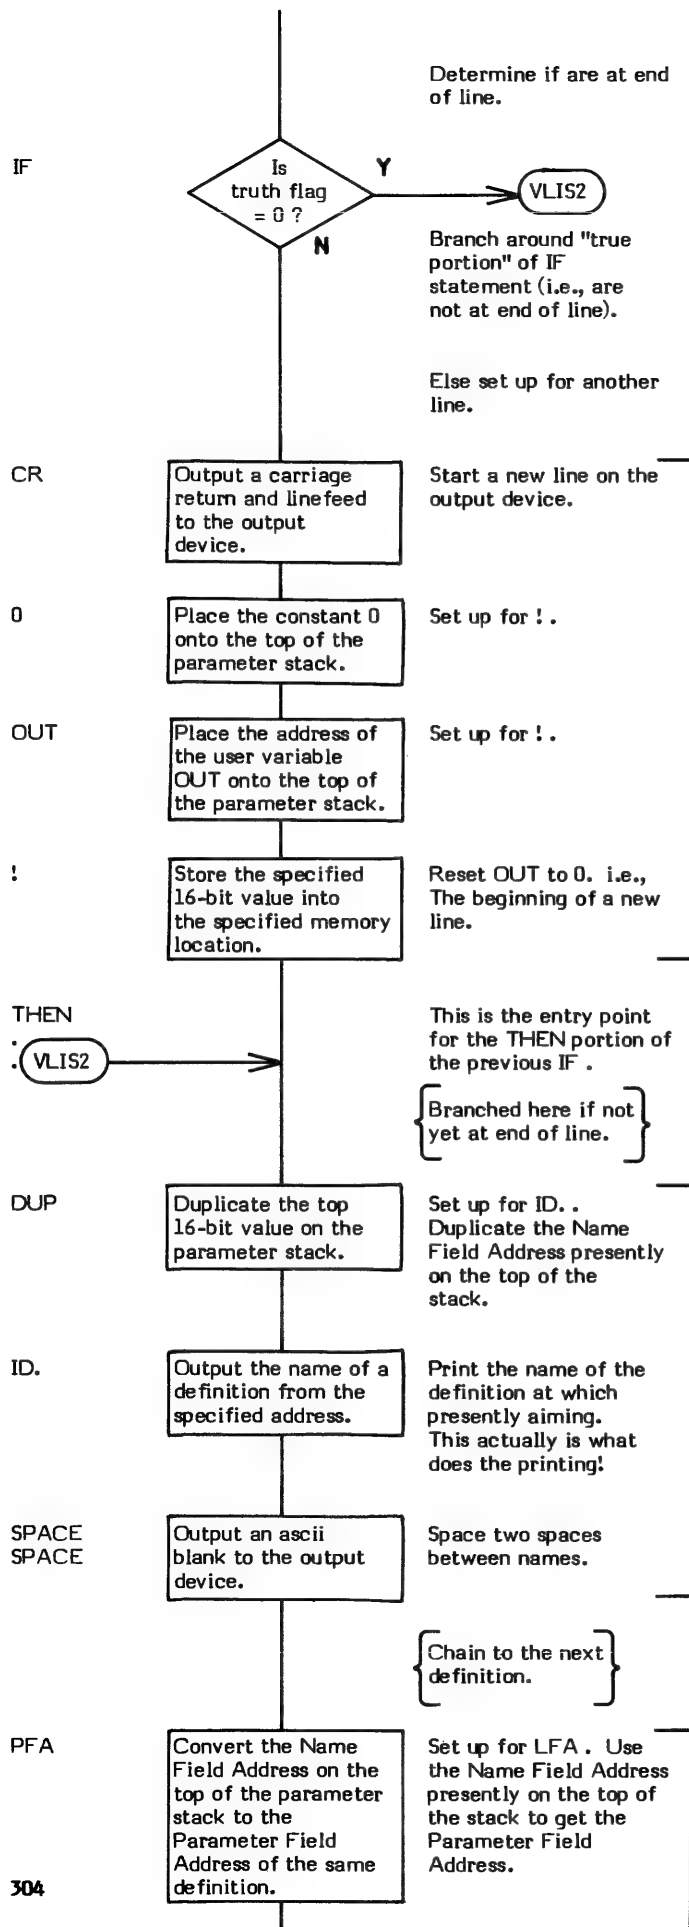 Determine if are at end
of line.
IF
Is
truth flag
= 0 ?
Y
VLIS2
N
Branch around "true
portion" of IF
statement (i.e., are
not at end of line).
Else set up for another
line.
CR
Output a carriage
return and linefeed
to the output
device.
Start a new line on the
output device.
0
Place the constant 0
onto the top of the
parameter stack.
Set up for ! .
OUT
Place the address of
the user variable
OUT onto the top of
the parameter stack.
Set up for ! .
!
Store the specified
16-bit value into
the specified memory
location.
Reset OUT to 0. i.e.,
The beginning of a new
line.
THEN
: VLIS2
This is the entry point
for the THEN portion of
the previous IF .
Branched here if not
yet at end of line.
DUP
Duplicate the top
16-bit value on the
parameter stack.
Set up for ID. .
Duplicate the Name
Field Address presently
on the top of the
stack.
ID.
Output the name of a
definition from the
specified address.
Print the name of the
definition at which
presently aiming.
This actually is what
does the printing!
SPACE
SPACE
Output an ascii
blank to the output
device.
Space two spaces
between names.
Chain to the next
definition.
PFA
Convert the Name
Field Address on the
top of the parameter
stack to the
Parameter Field
Address of the same
definition.
Set up for LFA . Use
the Name Field Address
presently on the top of
the stack to get the
Parameter Field
Address.
304